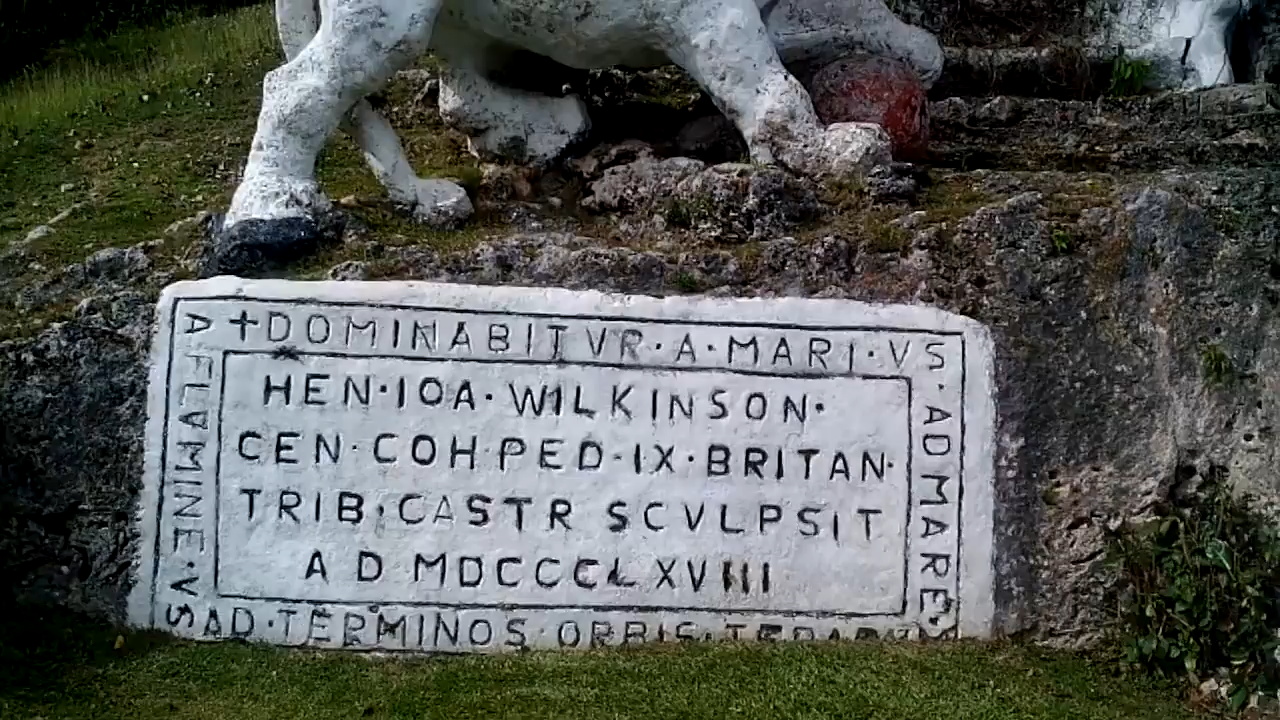 ✝DOMINABITVR·A·MARI·VS·
AD MARE·
A FLVMINE·VS
AD·TERMINOS·ORBIS·
HEN·IOA·WILKINSON·
CEN·COH·PED·IX·BRITAN·
TRIB·CASTR SCVLPSIT
A D MDCCCLXVIII